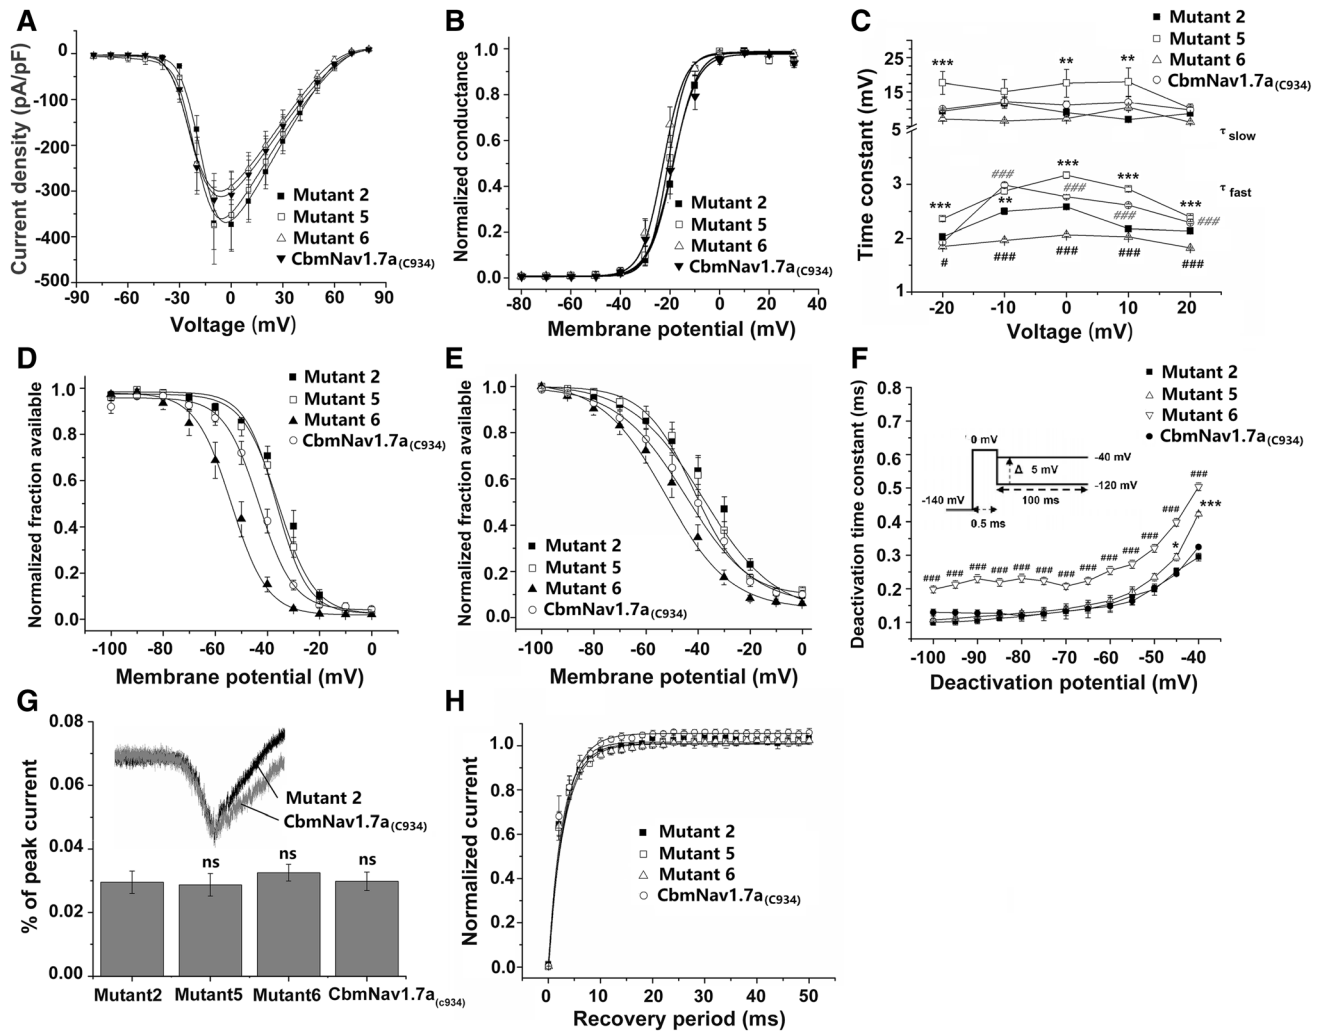 A
Current density (pA/pF)
0
-100
-200
-300
-400
-500
-90 -60 -30 0 30 60 90
Voltage (mV)
Mutant 2
Mutant 5
Mutant 6
CbmNav1.7a(C934)
B
Normalized conductance
1.0
0.8
0.6
0.4
0.2
0.0
-80 -60 -40 -20 0 20 40
Membrane potential (mV)
Mutant 2
Mutant 5
Mutant 6
CbmNav1.7a(C934)
C
Mutant 2
Mutant 5
Mutant 6
CbmNav1.7a(C934)
Time constant (mV)
25
15
5
3
2
1
*** ** **
τ slow
τ fast
### *** ***
###
*** ** ### *** ###
# ### ### ### ###
-20 -10 0 10 20
Voltage (mV)
D
Normalized fraction available
1.0
0.8
0.6
0.4
0.2
0.0
-100 -80 -60 -40 -20 0
Membrane potential (mV)
Mutant 2
Mutant 5
Mutant 6
CbmNav1.7a(C934)
E
Normalized fraction available
1.0
0.8
0.6
0.4
0.2
0.0
-100 -80 -60 -40 -20 0
Membrane potential (mV)
Mutant 2
Mutant 5
Mutant 6
CbmNav1.7a(C934)
F
Mutant 2
Mutant 5
Mutant 6
CbmNav1.7a(C934)
Deactivation time constant (ms)
0.8
0.7
0.6
0.5
0.4
0.3
0.2
0.1
0 mV
-40 mV
Δ 5 mV
-120 mV
-140 mV
100 ms
0.5 ms
### ### ### ### ### ### ### ### ### ### ### ### ###
* ***
-100 -90 -80 -70 -60 -50 -40
Deactivation potential (mV)
G
% of peak current
0.08
0.06
0.04
0.02
0.00
Mutant 2
CbmNav1.7a(C934)
ns ns ns
Mutant2 Mutant5 Mutant6 CbmNav1.7a(c934)
H
Normalized current
1.0
0.8
0.6
0.4
0.2
0.0
0 10 20 30 40 50
Recovery period (ms)
Mutant 2
Mutant 5
Mutant 6
CbmNav1.7a(C934)